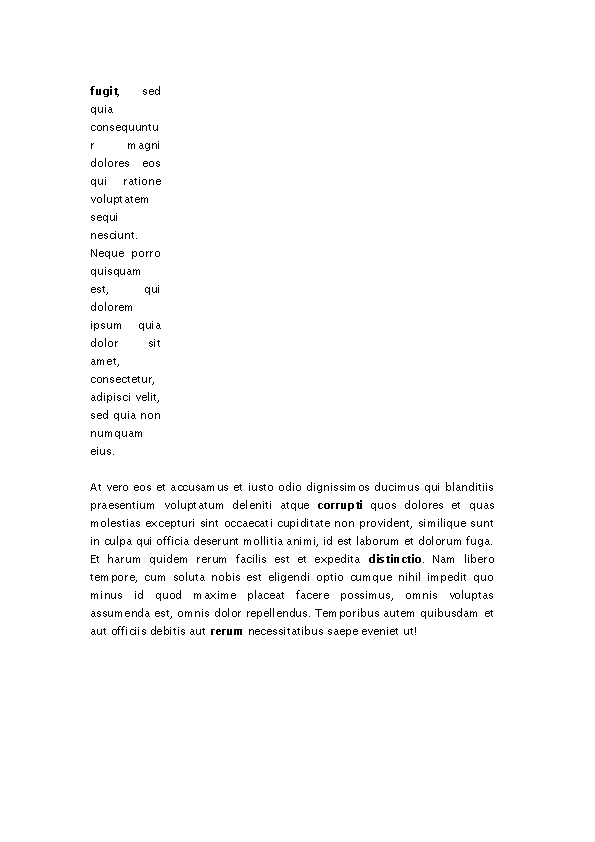 fugit, sed
quia
consequuntu
r magni
dolores eos
qui ratione
voluptatem
sequi
nesciunt.
Neque porro
quisquam
est, qui
dolorem
ipsum quia
dolor sit
amet,
consectetur,
adipisci velit,
sed quia non
numquam
eius.
At vero eos et accusamus et iusto odio dignissimos ducimus qui blanditiis
praesentium voluptatum deleniti atque corrupti quos dolores et quas
molestias excepturi sint occaecati cupiditate non provident, similique sunt
in culpa qui officia deserunt mollitia animi, id est laborum et dolorum fuga.
Et harum quidem rerum facilis est et expedita distinctio. Nam libero
tempore, cum soluta nobis est eligendi optio cumque nihil impedit quo
minus id quod maxime placeat facere possimus, omnis voluptas
assumenda est, omnis dolor repellendus. Temporibus autem quibusdam et
aut officiis debitis aut rerum necessitatibus saepe eveniet ut!